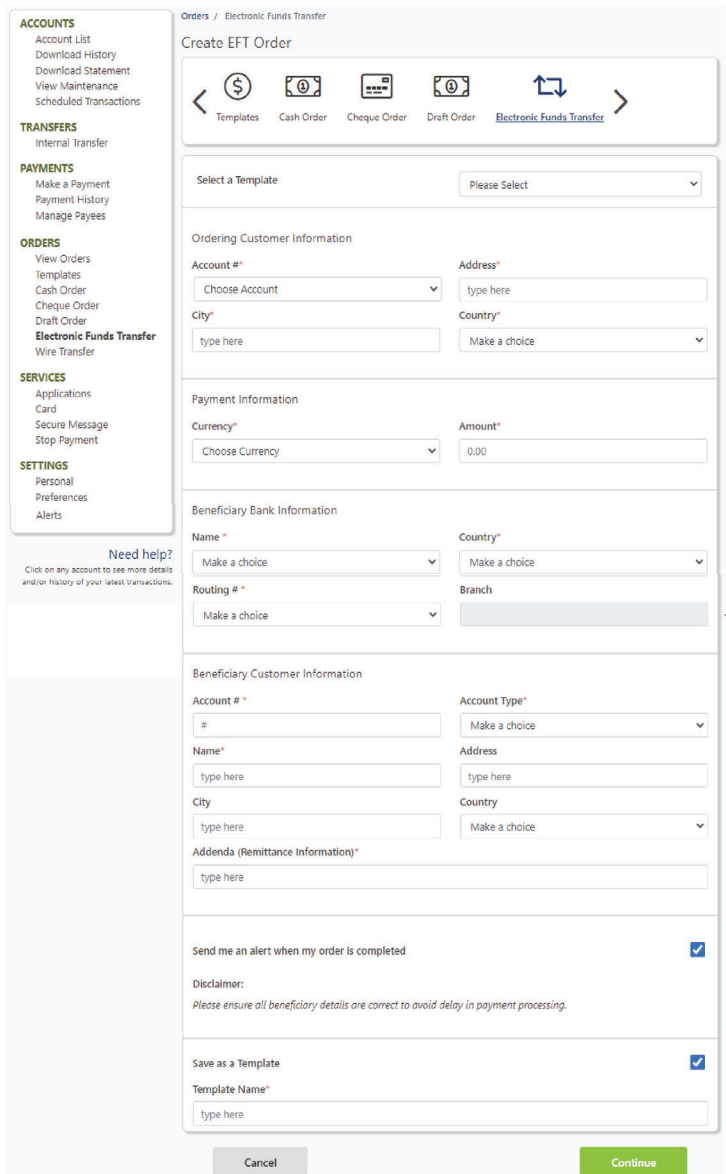 ACCOUNTS
Account List
Download History
Download Statement
View Maintenance
Scheduled Transactions
TRANSFERS
Internal Transfer
PAYMENTS
Make a Payment
Payment History
Manage Payees
ORDERS
View Orders
Templates
Cash Order
Cheque Order
Draft Order
Electronic Funds Transfer
Wire Transfer
SERVICES
Applications
Card
Secure Message
Stop Payment
SETTINGS
Personal
Preferences
Alerts
Need help?
Click on any account to see more details
and/or history of your latest transactions.
Orders / Electronic Funds Transfer
Create EFT Order
Templates Cash Order Cheque Order Draft Order Electronic Funds Transfer
Select a Template Please Select
Ordering Customer Information
Account #* Address*
Choose Account type here
City* Country*
type here Make a choice
Payment Information
Currency* Amount*
Choose Currency 0.00
Beneficiary Bank Information
Name * Country*
Make a choice Make a choice
Routing # * Branch
Make a choice
Beneficiary Customer Information
Account # * Account Type*
# Make a choice
Name* Address
type here type here
City Country
type here Make a choice
Addenda (Remittance Information)*
type here
Send me an alert when my order is completed
Disclaimer:
Please ensure all beneficiary details are correct to avoid delay in payment processing.
Save as a Template
Template Name*
type here
Cancel Continue